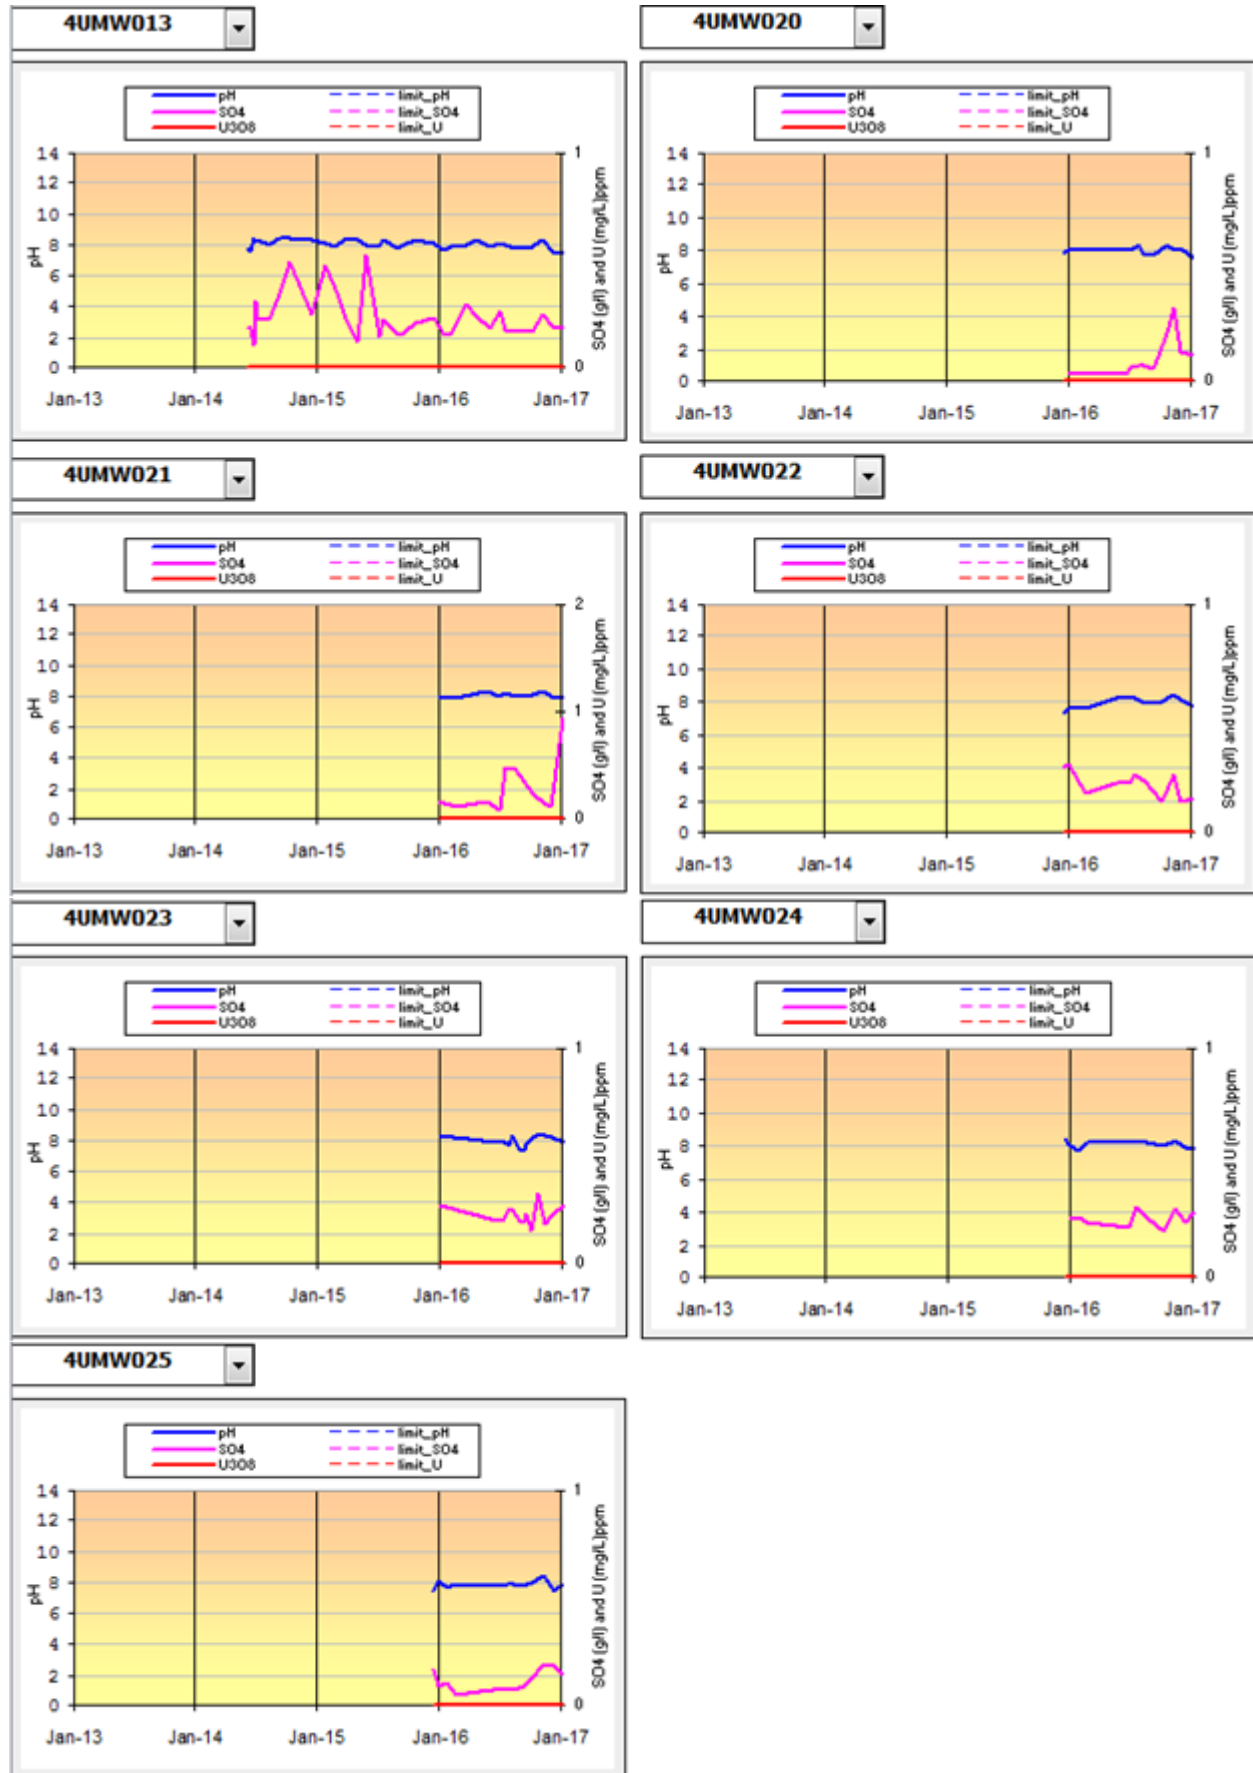 4UMW013
pH limit_pH
SO4 limit_SO4
U3O8 limit_U
14
12
10
8
6
4
2
0
pH
1
0
SO4 (g/l) and U (mg/L)ppm
Jan-13 Jan-14 Jan-15 Jan-16 Jan-17
4UMW020
pH limit_pH
SO4 limit_SO4
U3O8 limit_U
14
12
10
8
6
4
2
0
pH
1
0
SO4 (g/l) and U (mg/L)ppm
Jan-13 Jan-14 Jan-15 Jan-16 Jan-17
4UMW021
pH limit_pH
SO4 limit_SO4
U3O8 limit_U
14
12
10
8
6
4
2
0
pH
2
1
0
SO4 (g/l) and U (mg/L)ppm
Jan-13 Jan-14 Jan-15 Jan-16 Jan-17
4UMW022
pH limit_pH
SO4 limit_SO4
U3O8 limit_U
14
12
10
8
6
4
2
0
pH
1
0
SO4 (g/l) and U (mg/L)ppm
Jan-13 Jan-14 Jan-15 Jan-16 Jan-17
4UMW023
pH limit_pH
SO4 limit_SO4
U3O8 limit_U
14
12
10
8
6
4
2
0
pH
1
0
SO4 (g/l) and U (mg/L)ppm
Jan-13 Jan-14 Jan-15 Jan-16 Jan-17
4UMW024
pH limit_pH
SO4 limit_SO4
U3O8 limit_U
14
12
10
8
6
4
2
0
pH
1
0
SO4 (g/l) and U (mg/L)ppm
Jan-13 Jan-14 Jan-15 Jan-16 Jan-17
4UMW025
pH limit_pH
SO4 limit_SO4
U3O8 limit_U
14
12
10
8
6
4
2
0
pH
1
0
SO4 (g/l) and U (mg/L)ppm
Jan-13 Jan-14 Jan-15 Jan-16 Jan-17